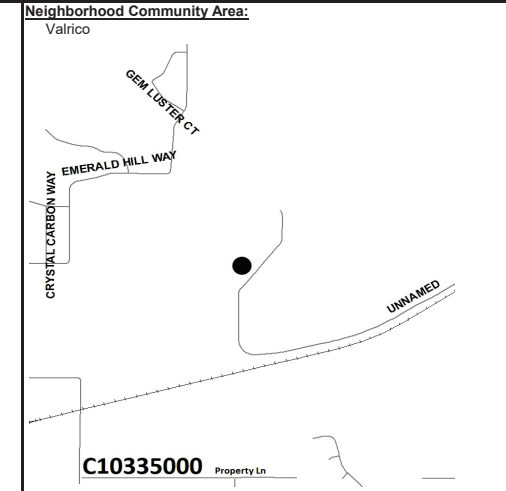 Neighborhood Community Area:
Valrico
GEM LUSTER CT
EMERALD HILL WAY
CRYSTAL CARBON WAY
UNNAMED
C10335000 Property Ln